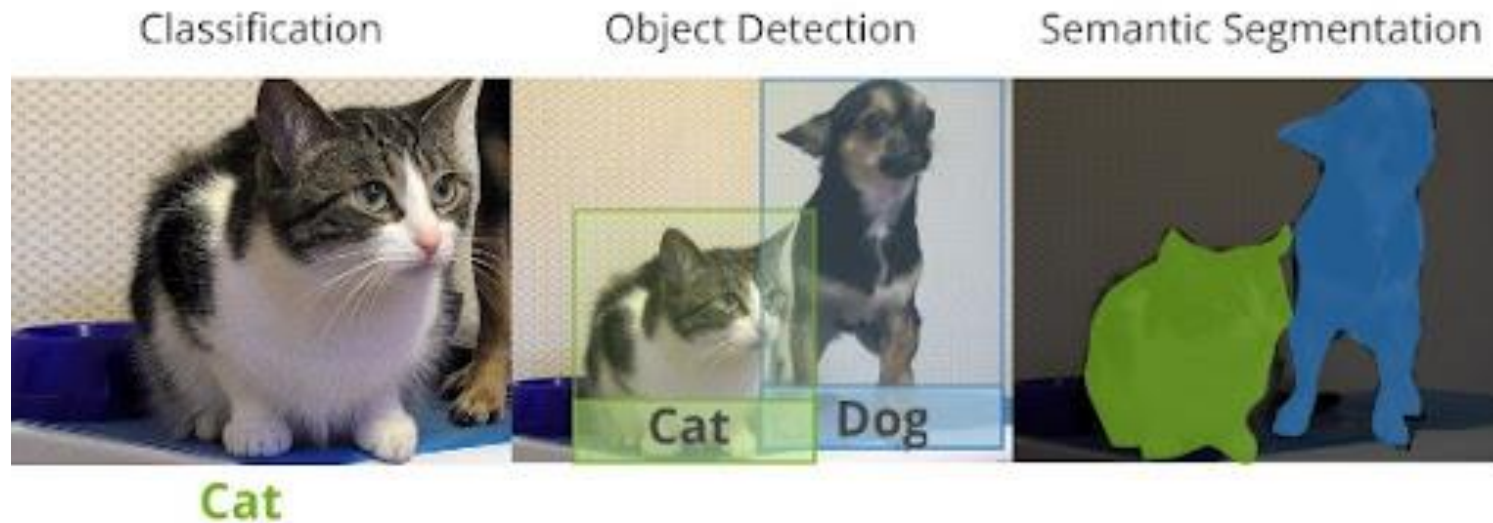 Classification
Object Detection
Semantic Segmentation
Cat
Dog
Cat